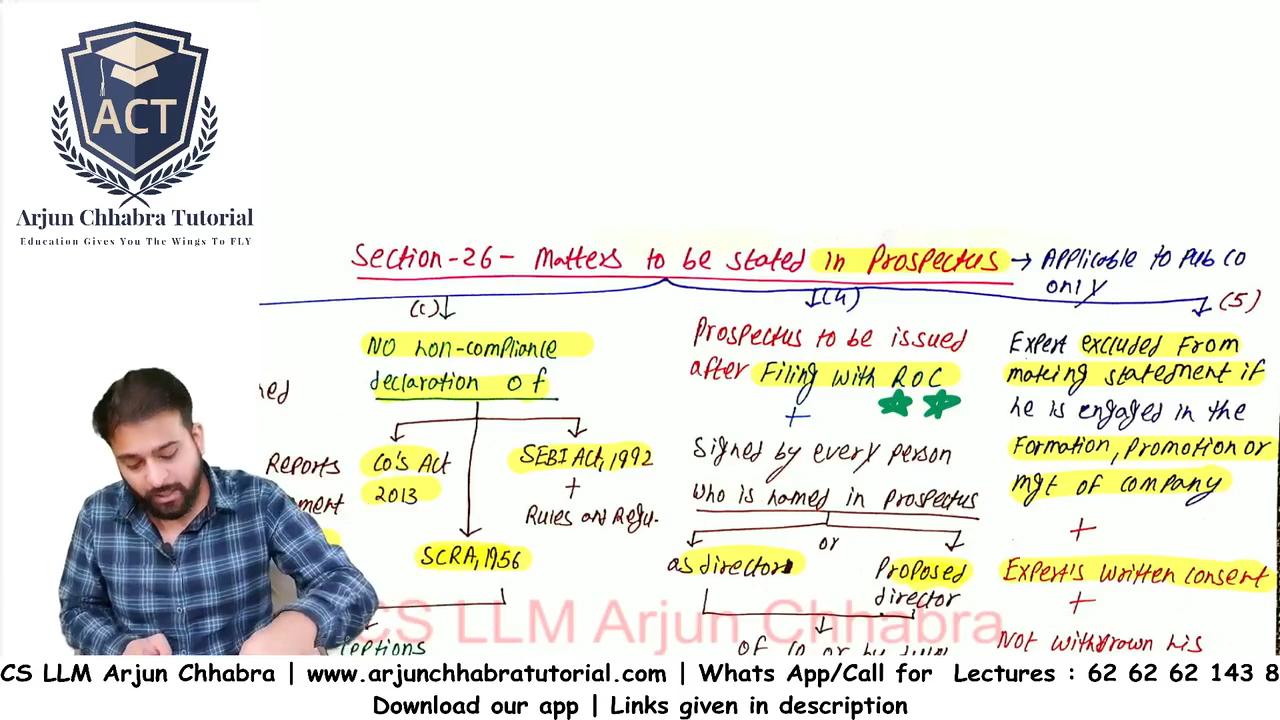 ACT
Arjun Chhabra Tutorial
Education Gives You The Wings To FLY
Section-26- Matters to be stated in Prospectus → Applicable to Pub Co
only
(c)
No non-compliance
declaration of
Co's Act
2013
SEBI Act, 1992
+
Rules and Regu.
SCRA, 1956
Reports
(4)
Prospectus to be issued
after Filing with ROC
+
Signed by every person
who is named in Prospectus
or
as director
Proposed
director
(5)
Expert excluded from
making statement if
he is engaged in the
Formation, Promotion or
mgt of company
+
Expert's written consent
+
Not withdrawn his
CS LLM Arjun Chhabra
CS LLM Arjun Chhabra | www.arjunchhabratutorial.com | Whats App/Call for Lectures : 62 62 62 143 8
Download our app | Links given in description